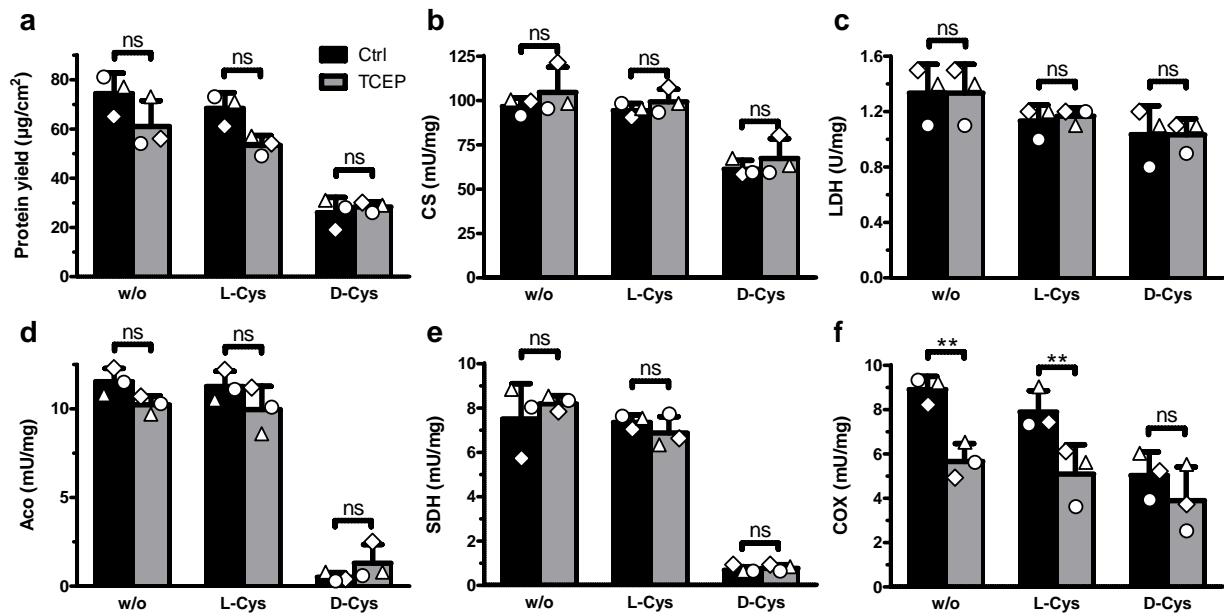 a
Protein yield (µg/cm²)
80
60
40
20
0
ns
ns
ns
Ctrl
TCEP
w/o
L-Cys
D-Cys
b
CS (mU/mg)
125
100
75
50
25
0
ns
ns
ns
w/o
L-Cys
D-Cys
c
LDH (U/mg)
1.6
1.2
0.8
0.4
0.0
ns
ns
ns
w/o
L-Cys
D-Cys
d
Aco (mU/mg)
10
5
0
ns
ns
ns
w/o
L-Cys
D-Cys
e
SDH (mU/mg)
10
8
6
4
2
0
ns
ns
ns
w/o
L-Cys
D-Cys
f
COX (mU/mg)
10
8
6
4
2
0
**
**
ns
w/o
L-Cys
D-Cys